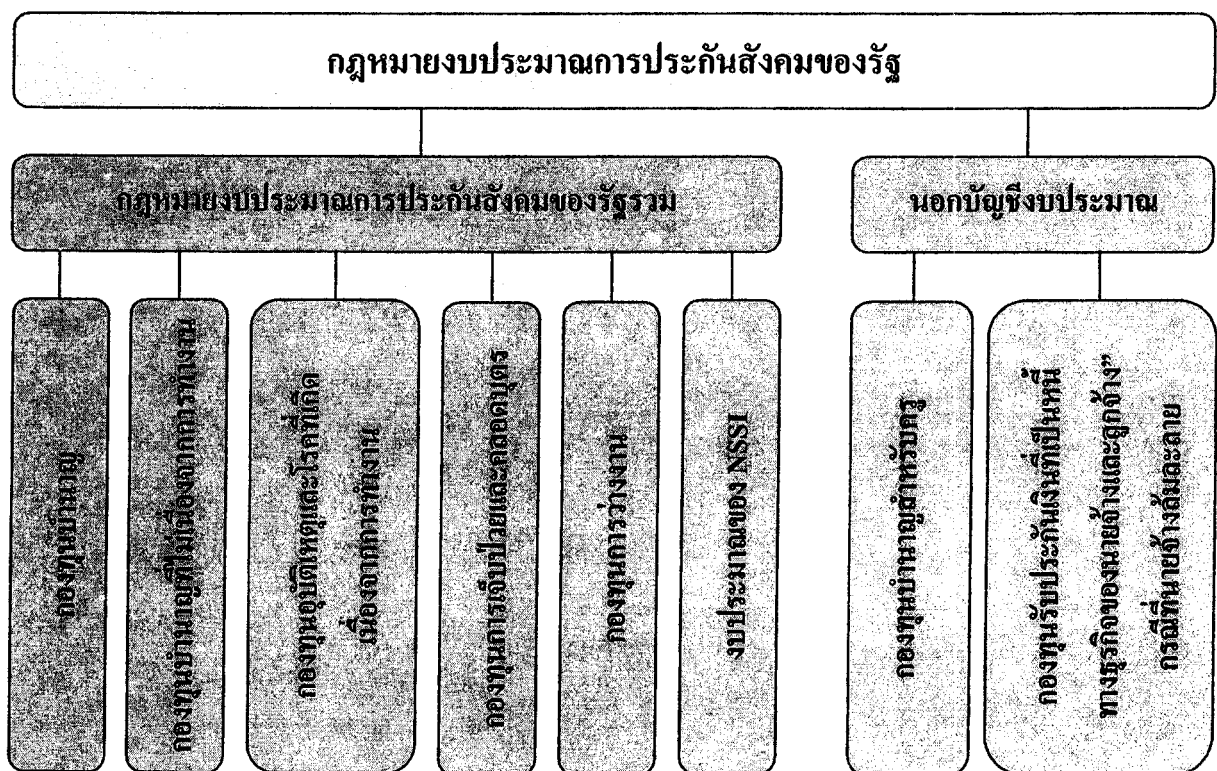 กฎหมายงบประมาณการประกันสังคมของรัฐ
กฎหมายงบประมาณการประกันสังคมของรัฐรวม
นอกบัญชีงบประมาณ
กองทุนบำนาญ
กองทุนบำนาญที่ไม่เนื่องจากการทำงาน
กองทุนอุบัติเหตุและโรคที่เกิด
เนื่องจากการทำงาน
กองทุนการเจ็บป่วยและคลอดบุตร
กองทุนการว่างงาน
งบประมาณของ NSSI
กองทุนบำนาญสำหรับครู
กองทุนรับประกันเงินที่เป็นหนี้
ทางธุรกิจของนายจ้างและลูกจ้าง”
กรณีที่นายจ้างล้มละลาย